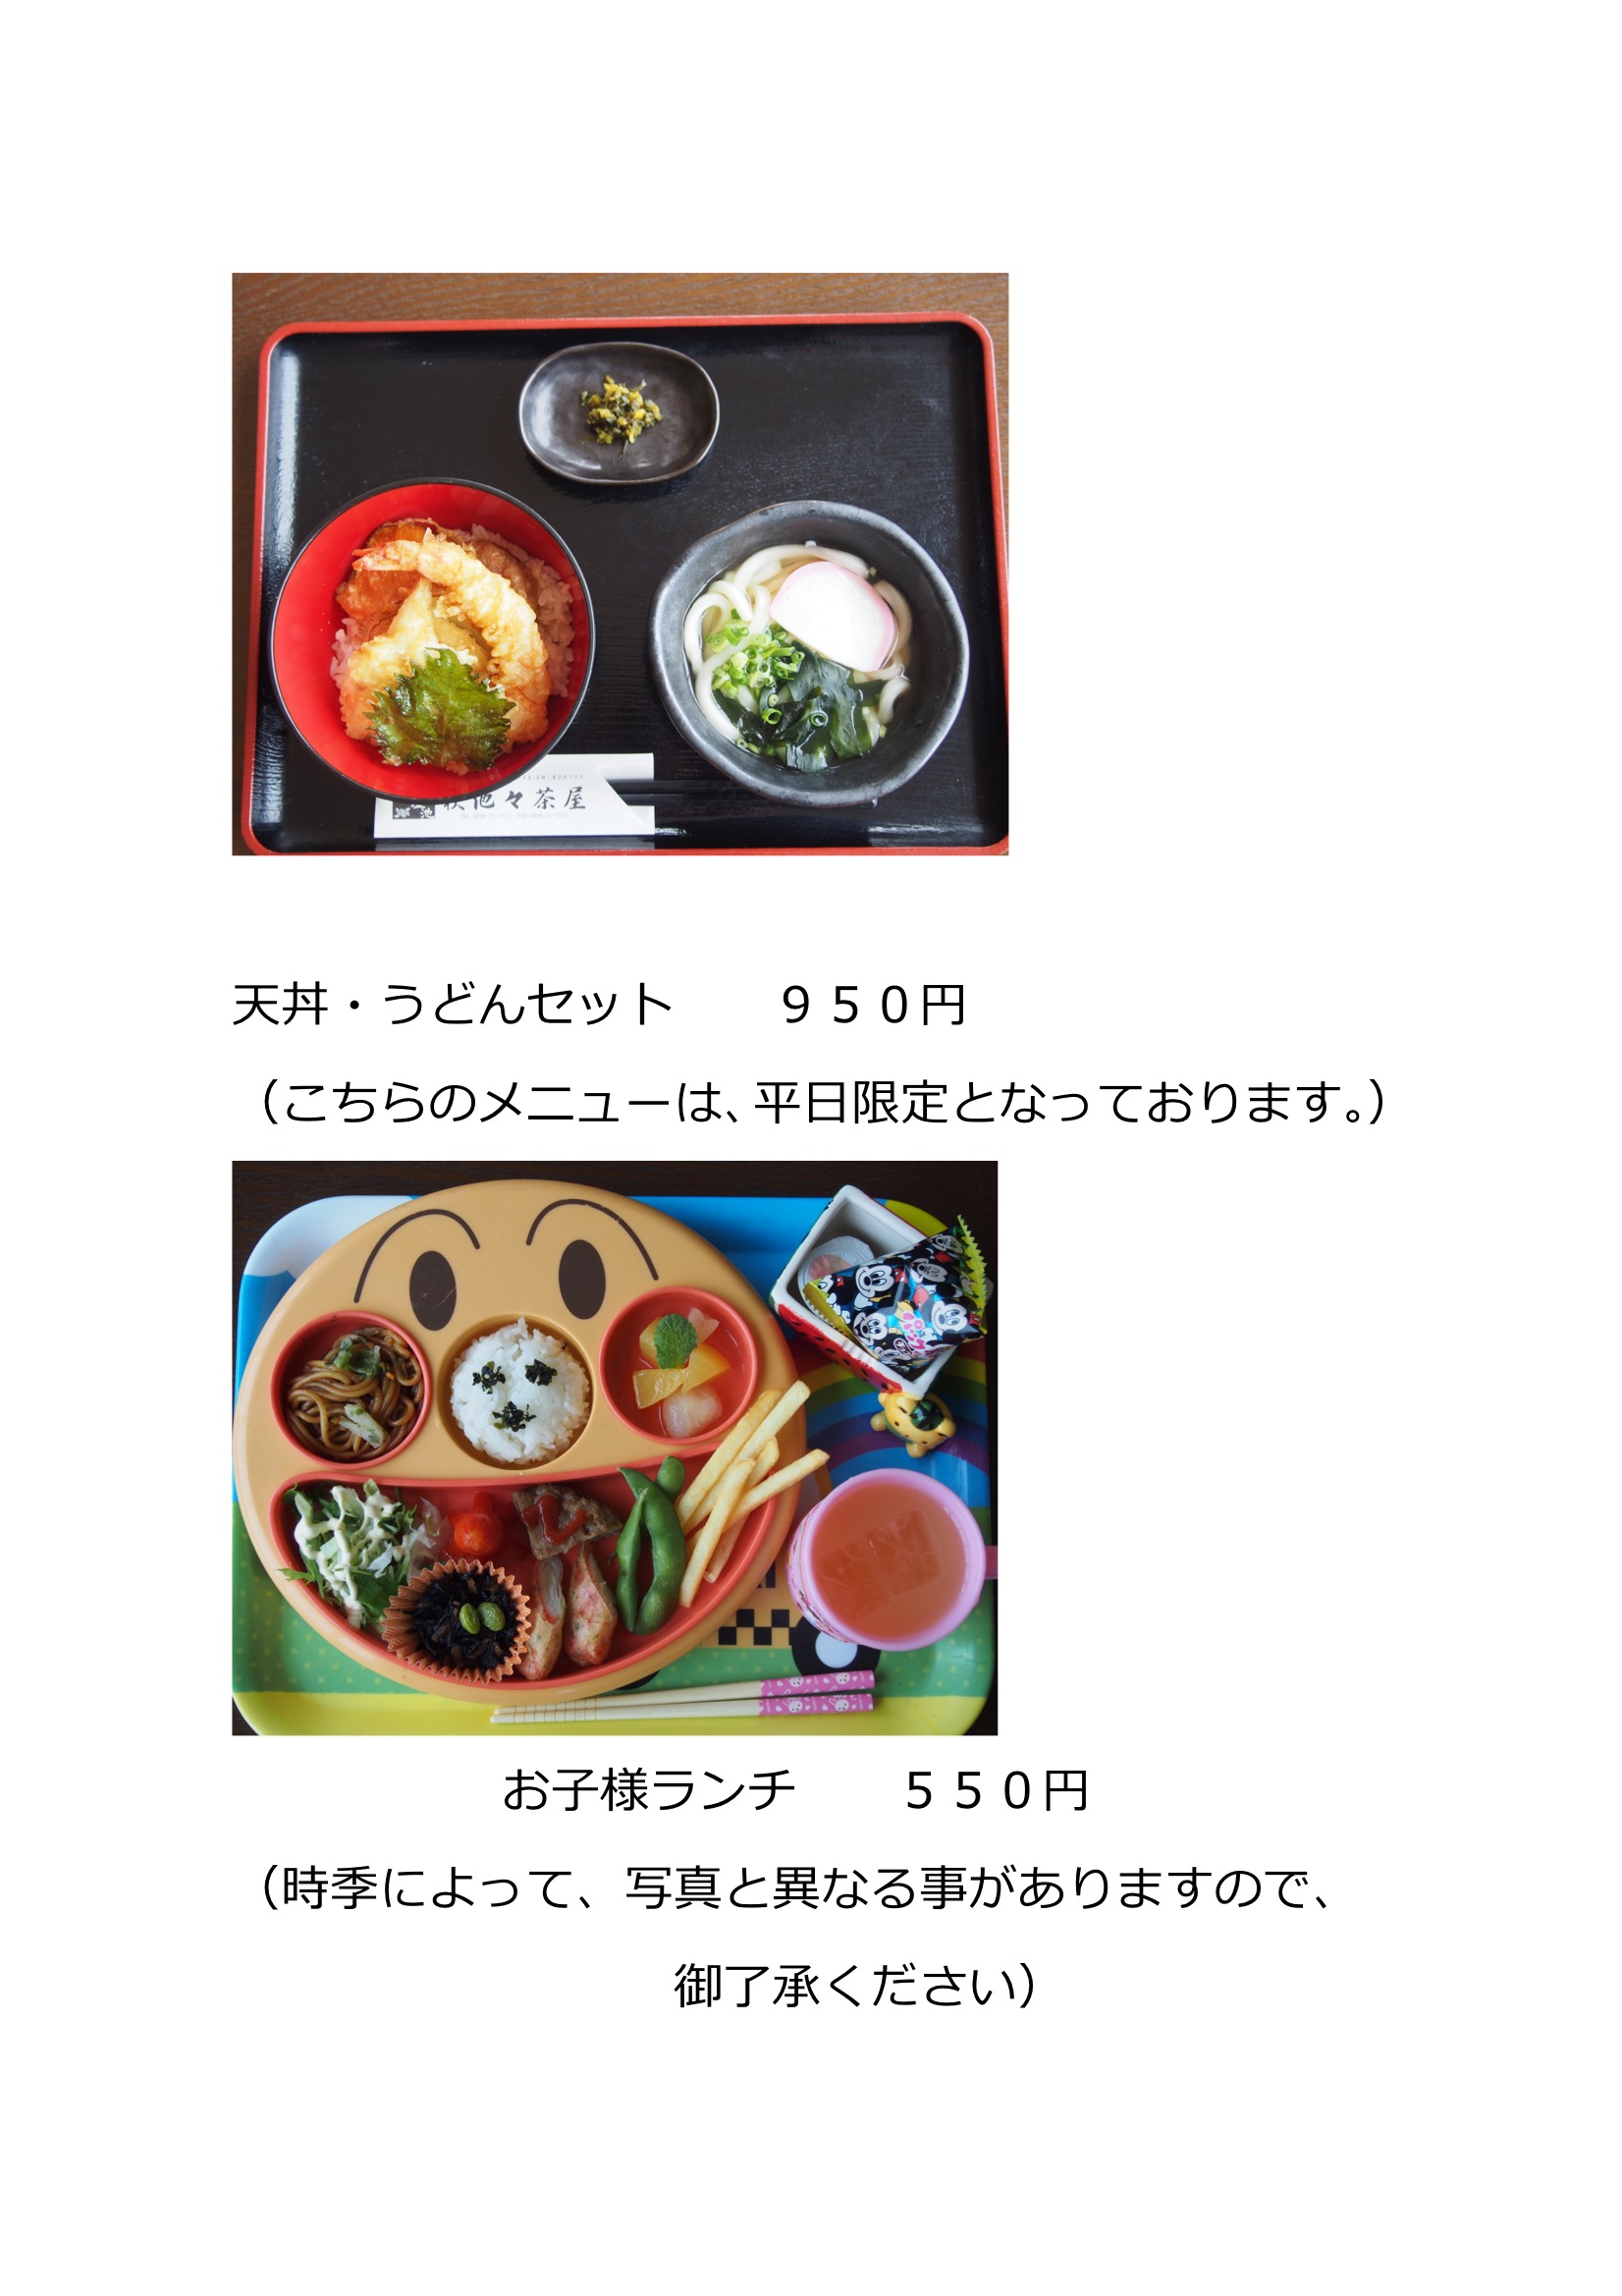 池々茶屋
天丼・うどんセット　　９５０円
（こちらのメニューは、平日限定となっております。）
お子様ランチ　　５５０円
（時季によって、写真と異なる事がありますので、
御了承ください）